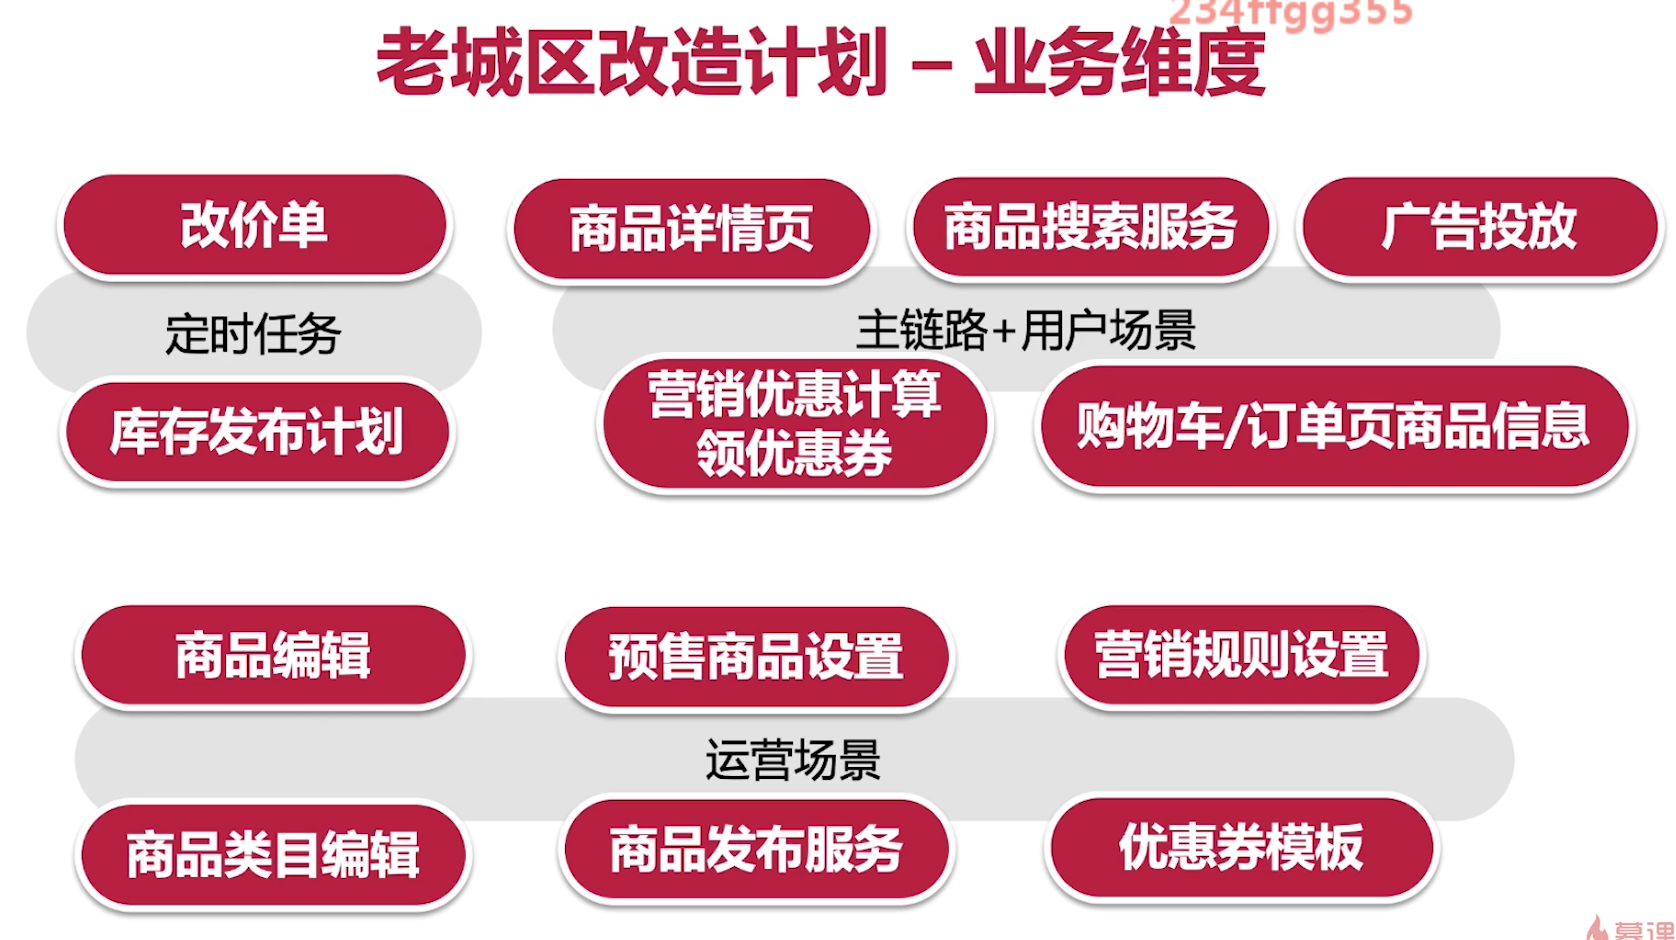 234ffgg355
老城区改造计划 – 业务维度
改价单
商品详情页
商品搜索服务
广告投放
定时任务
主链路+用户场景
库存发布计划
营销优惠计算
领优惠券
购物车/订单页商品信息
商品编辑
预售商品设置
营销规则设置
运营场景
商品类目编辑
商品发布服务
优惠券模板
慕课